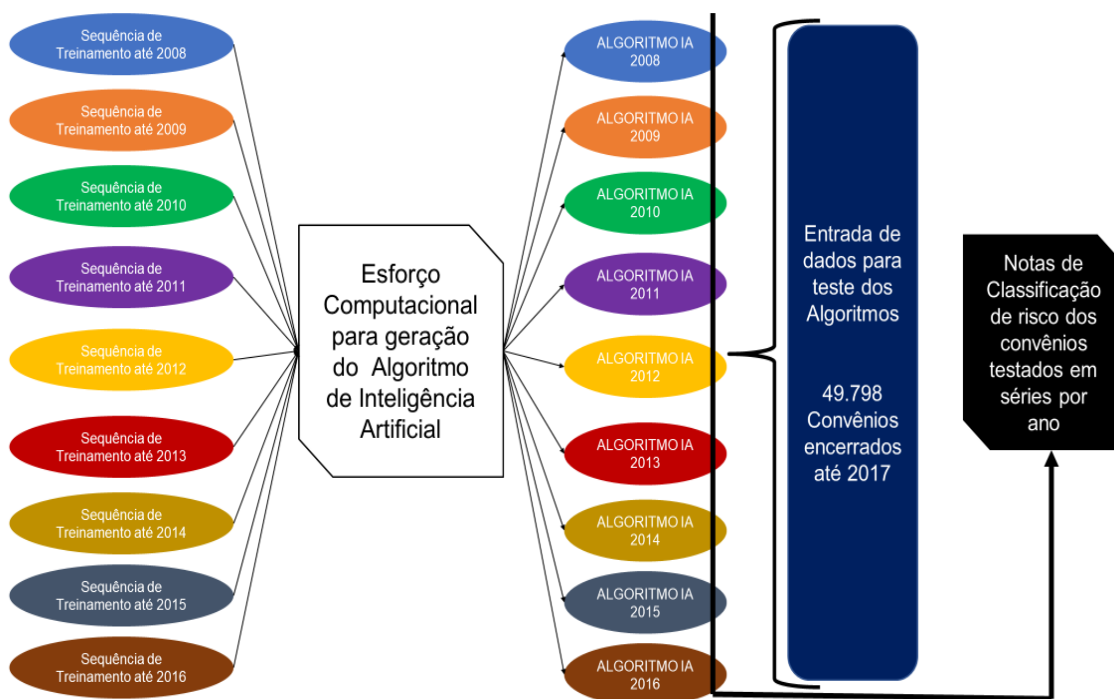 Sequência de
Treinamento até 2008
Sequência de
Treinamento até 2009
Sequência de
Treinamento até 2010
Sequência de
Treinamento até 2011
Sequência de
Treinamento até 2012
Sequência de
Treinamento até 2013
Sequência de
Treinamento até 2014
Sequência de
Treinamento até 2015
Sequência de
Treinamento até 2016
Esforço
Computacional
para geração
do Algoritmo
de Inteligência
Artificial
ALGORITMO IA
2008
ALGORITMO IA
2009
ALGORITMO IA
2010
ALGORITMO IA
2011
ALGORITMO IA
2012
ALGORITMO IA
2013
ALGORITMO IA
2014
ALGORITMO IA
2015
ALGORITMO IA
2016
Entrada de
dados para
teste dos
Algoritmos
49.798
Convênios
encerrados
até 2017
Notas de
Classificação
de risco dos
convênios
testados em
séries por
ano